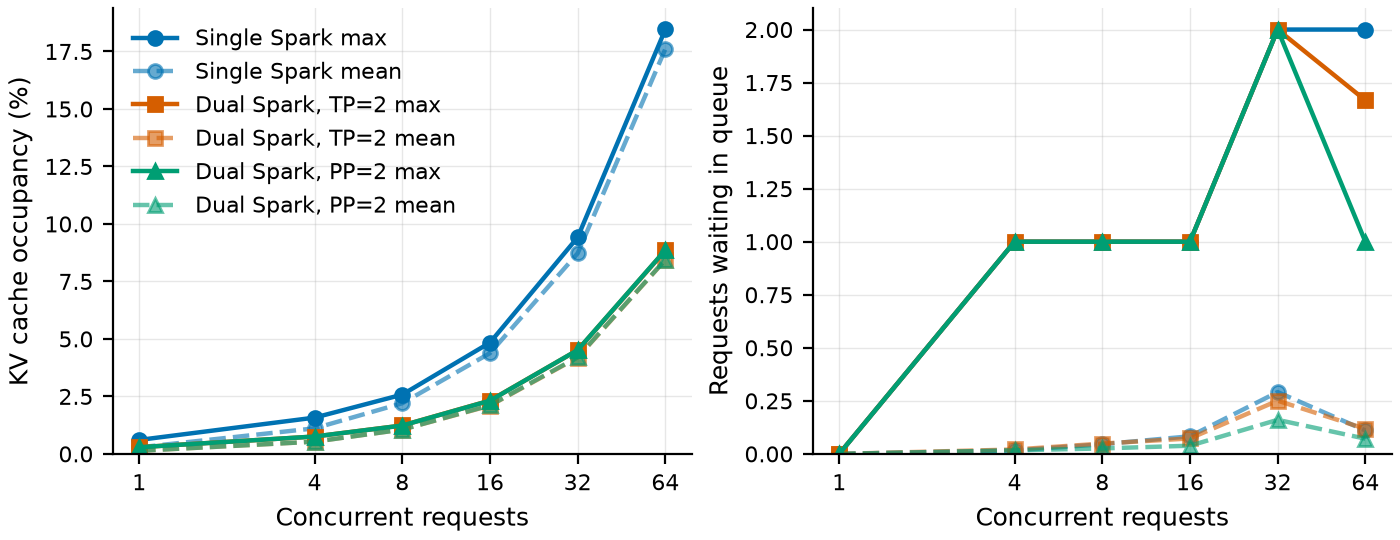 KV cache occupancy (%)
17.5
15.0
12.5
10.0
7.5
5.0
2.5
0.0
Single Spark max
Single Spark mean
Dual Spark, TP=2 max
Dual Spark, TP=2 mean
Dual Spark, PP=2 max
Dual Spark, PP=2 mean
1 4 8 16 32 64
Concurrent requests
Requests waiting in queue
2.00
1.75
1.50
1.25
1.00
0.75
0.50
0.25
0.00
1 4 8 16 32 64
Concurrent requests